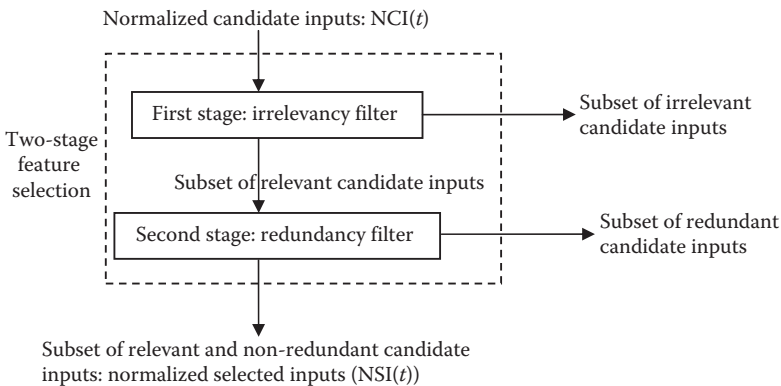 Normalized candidate inputs: NCI(t)
First stage: irrelevancy filter
Subset of irrelevant
candidate inputs
Two-stage
feature
selection
Subset of relevant candidate inputs
Second stage: redundancy filter
Subset of redundant
candidate inputs
Subset of relevant and non-redundant candidate
inputs: normalized selected inputs (NSI(t))